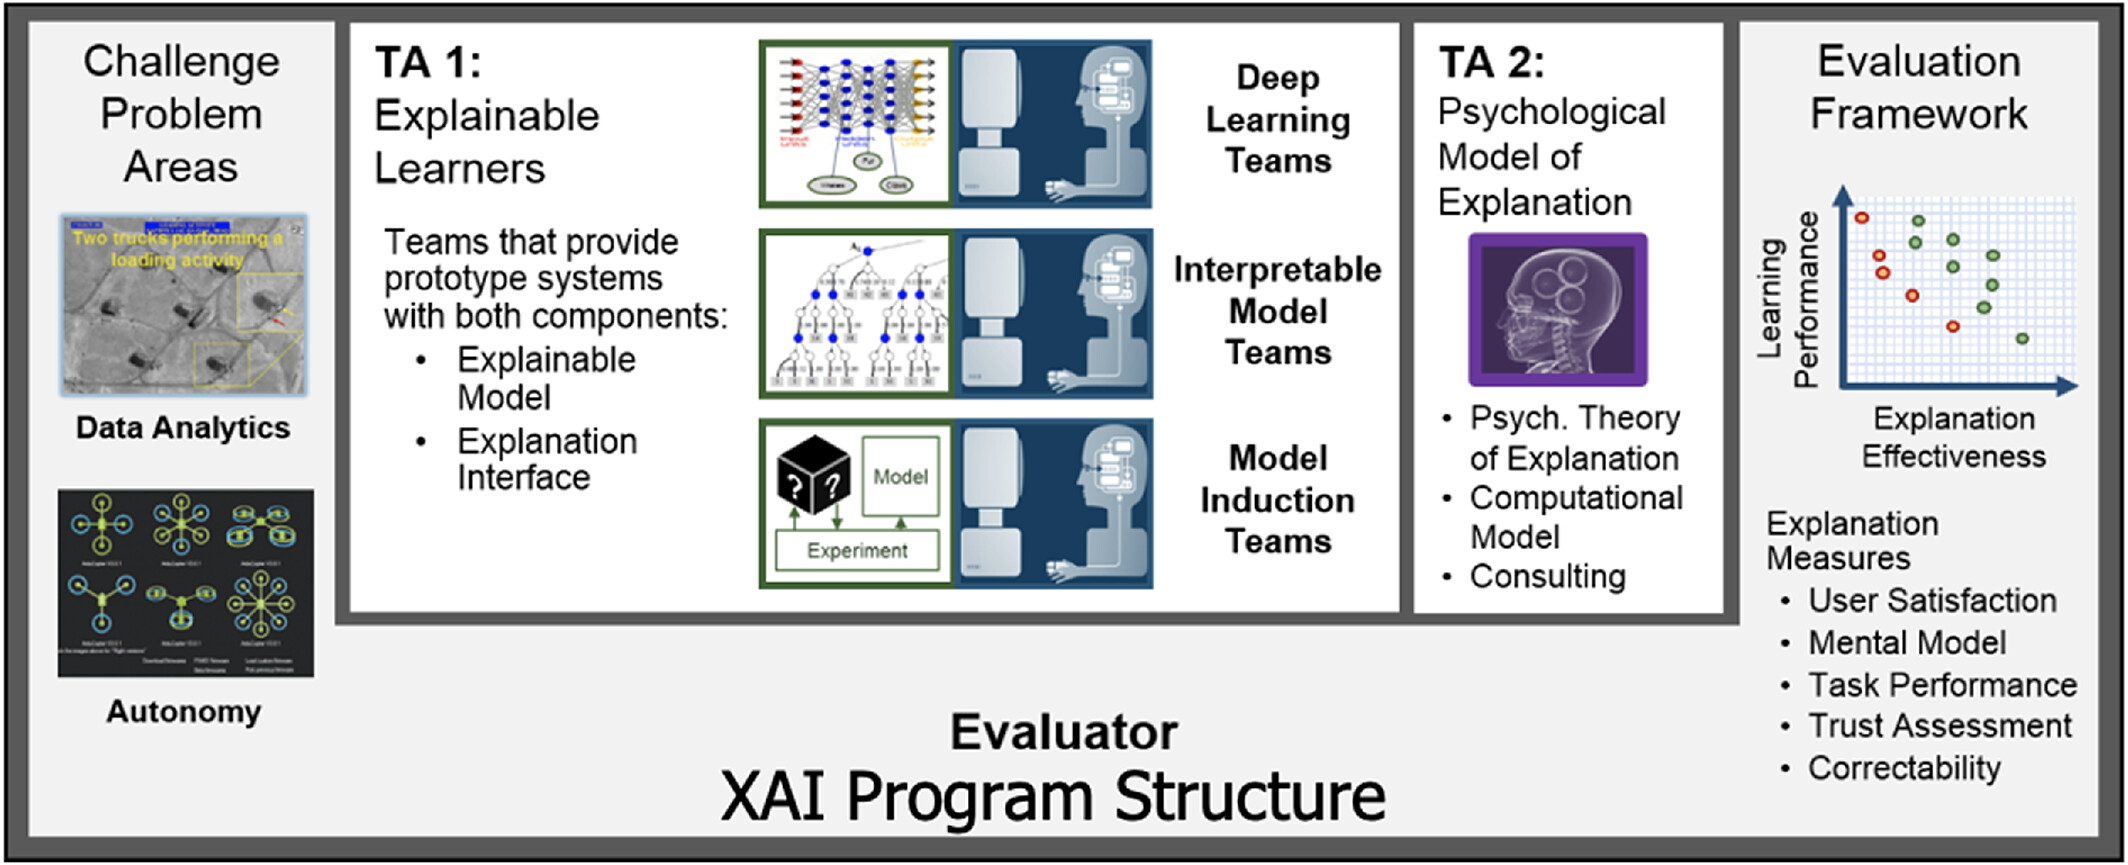 Challenge
Problem
Areas
Two trucks performing a
loading activity
Data Analytics
Autonomy
TA 1:
Explainable
Learners
Teams that provide
prototype systems
with both components:
• Explainable
Model
• Explanation
Interface
Deep
Learning
Teams
Interpretable
Model
Teams
Model
Experiment
? ?
Model
Induction
Teams
TA 2:
Psychological
Model of
Explanation
• Psych. Theory
of Explanation
• Computational
Model
• Consulting
Evaluation
Framework
Learning
Performance
Explanation
Effectiveness
Explanation
Measures
• User Satisfaction
• Mental Model
• Task Performance
• Trust Assessment
• Correctability
Evaluator
XAI Program Structure